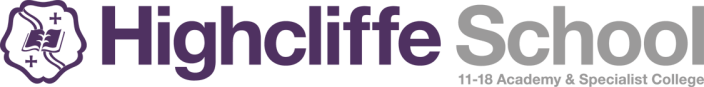 Highcliffe School
11-18 Academy & Specialist College